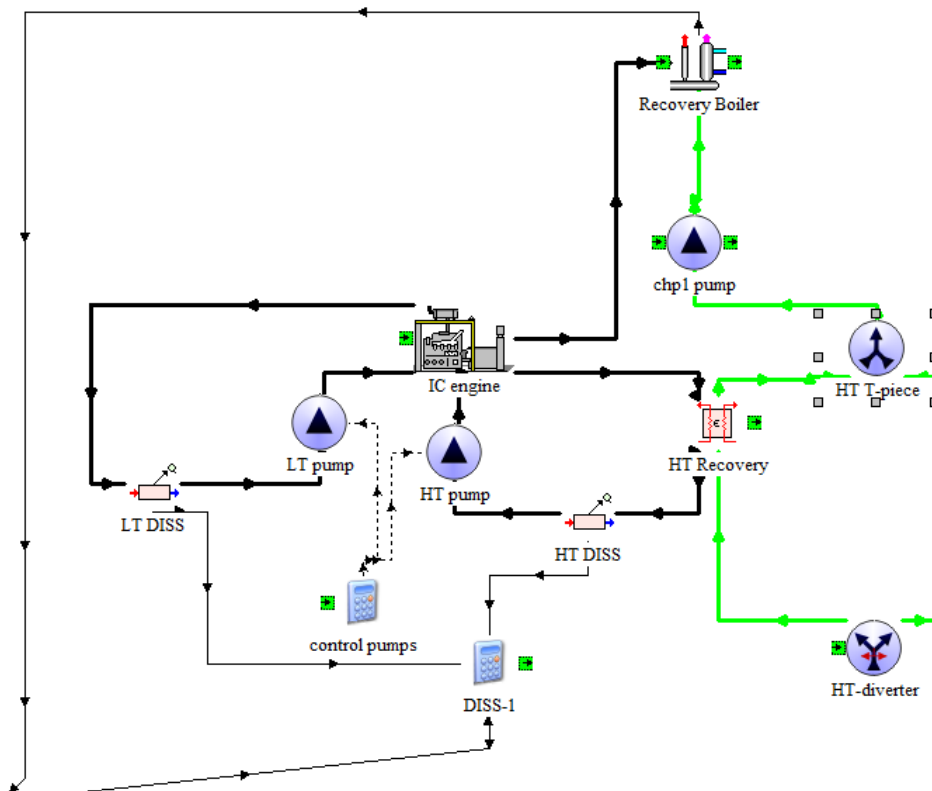 Recovery Boiler
chp1 pump
IC engine
HT T-piece
LT pump
HT pump
HT Recovery
LT DISS
HT DISS
control pumps
DISS-1
HT-diverter
Q
Q
ε